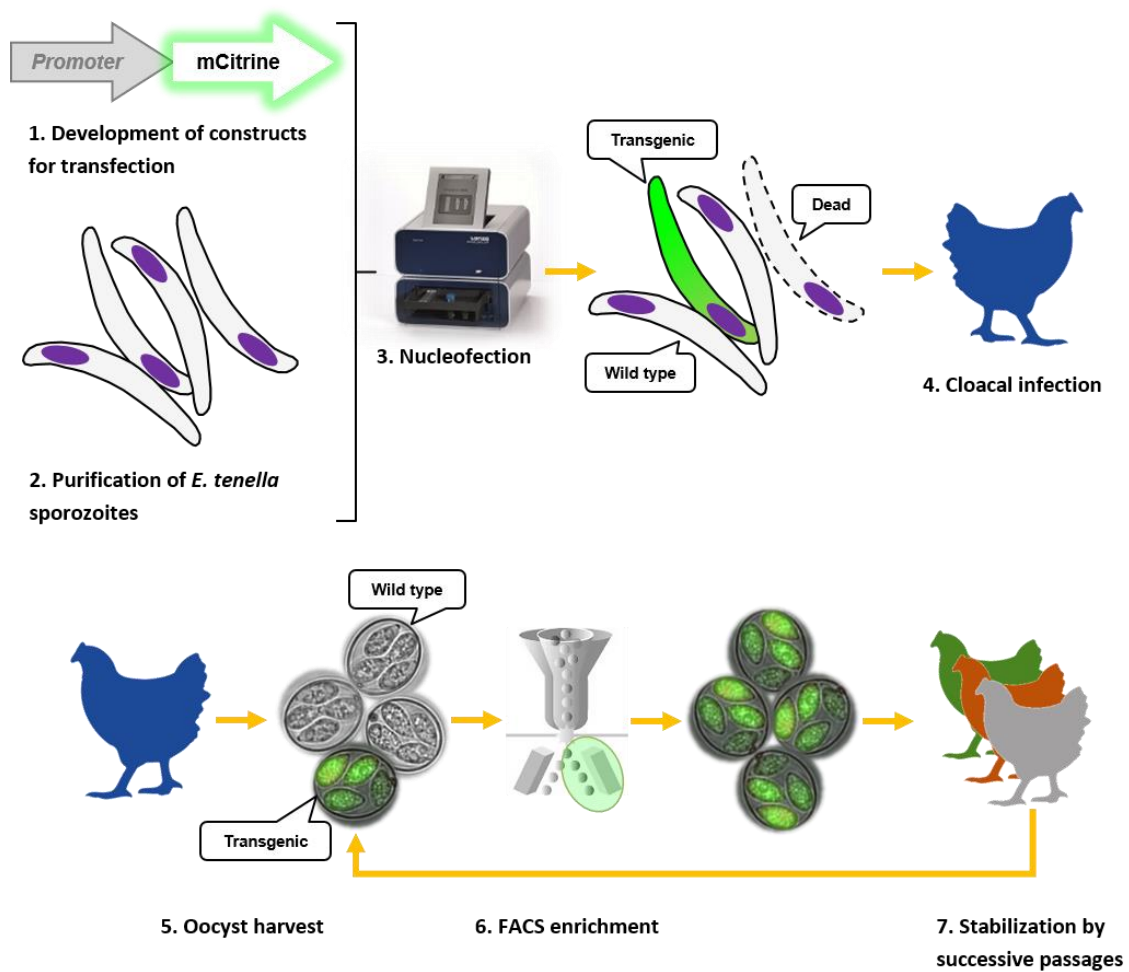 Promoter
mCitrine
1. Development of constructs
for transfection
2. Purification of E. tenella
sporozoites
3. Nucleofection
Transgenic
Dead
Wild type
4. Cloacal infection
Wild type
Transgenic
5. Oocyst harvest
6. FACS enrichment
7. Stabilization by
successive passages